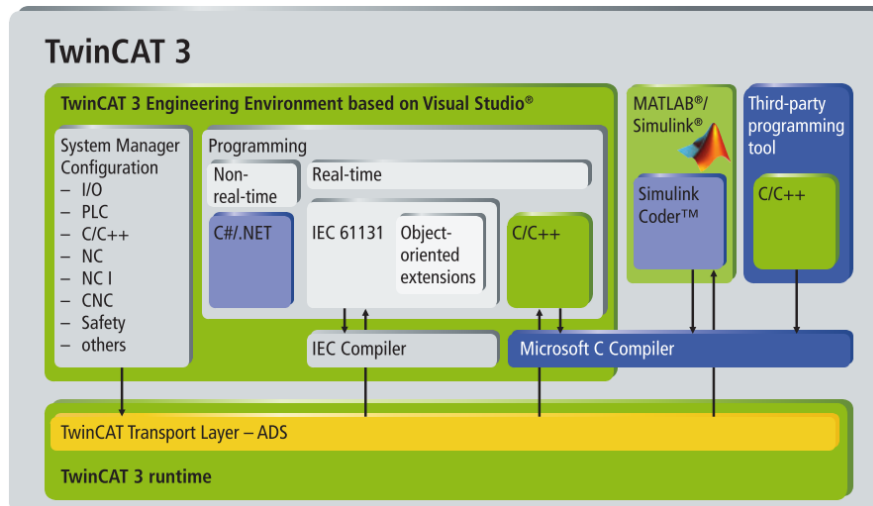 TwinCAT 3
TwinCAT 3 Engineering Environment based on Visual Studio®
System Manager
Configuration
– I/O
– PLC
– C/C++
– NC
– NC I
– CNC
– Safety
– others
Programming
Non-
real-time
Real-time
C#/.NET
IEC 61131
Object-
oriented
extensions
C/C++
IEC Compiler
Microsoft C Compiler
MATLAB®/
Simulink®
Simulink
Coder™
Third-party
programming
tool
C/C++
TwinCAT Transport Layer – ADS
TwinCAT 3 runtime